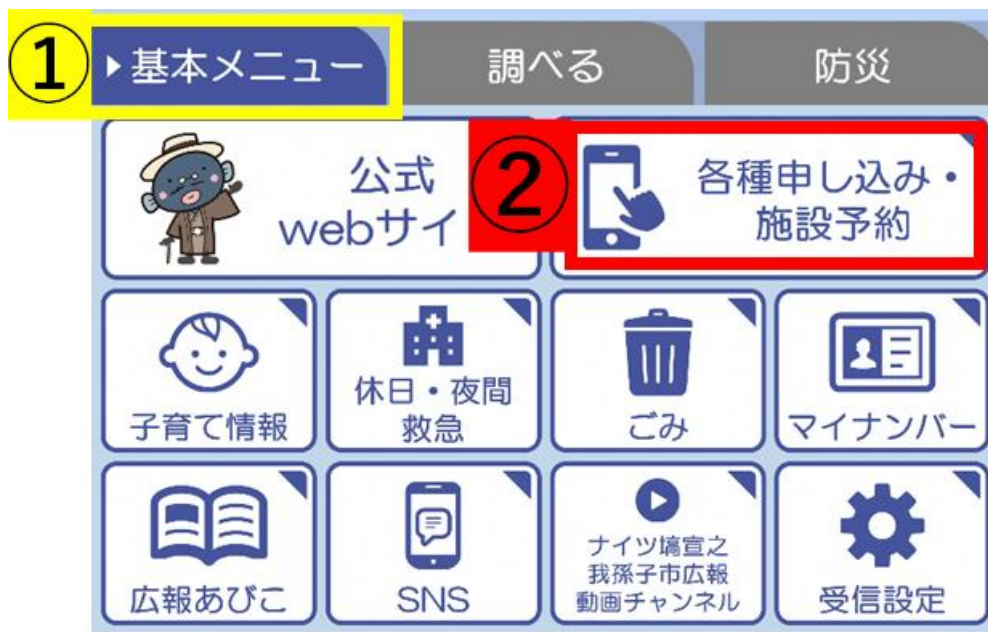 ① ▶基本メニュー 調べる 防災
公式
webサイ
② 各種申し込み・
施設予約
子育て情報
休日・夜間
救急
ごみ
マイナンバー
広報あびこ
SNS
ナイツ塙宣之
我孫子市広報
動画チャンネル
受信設定